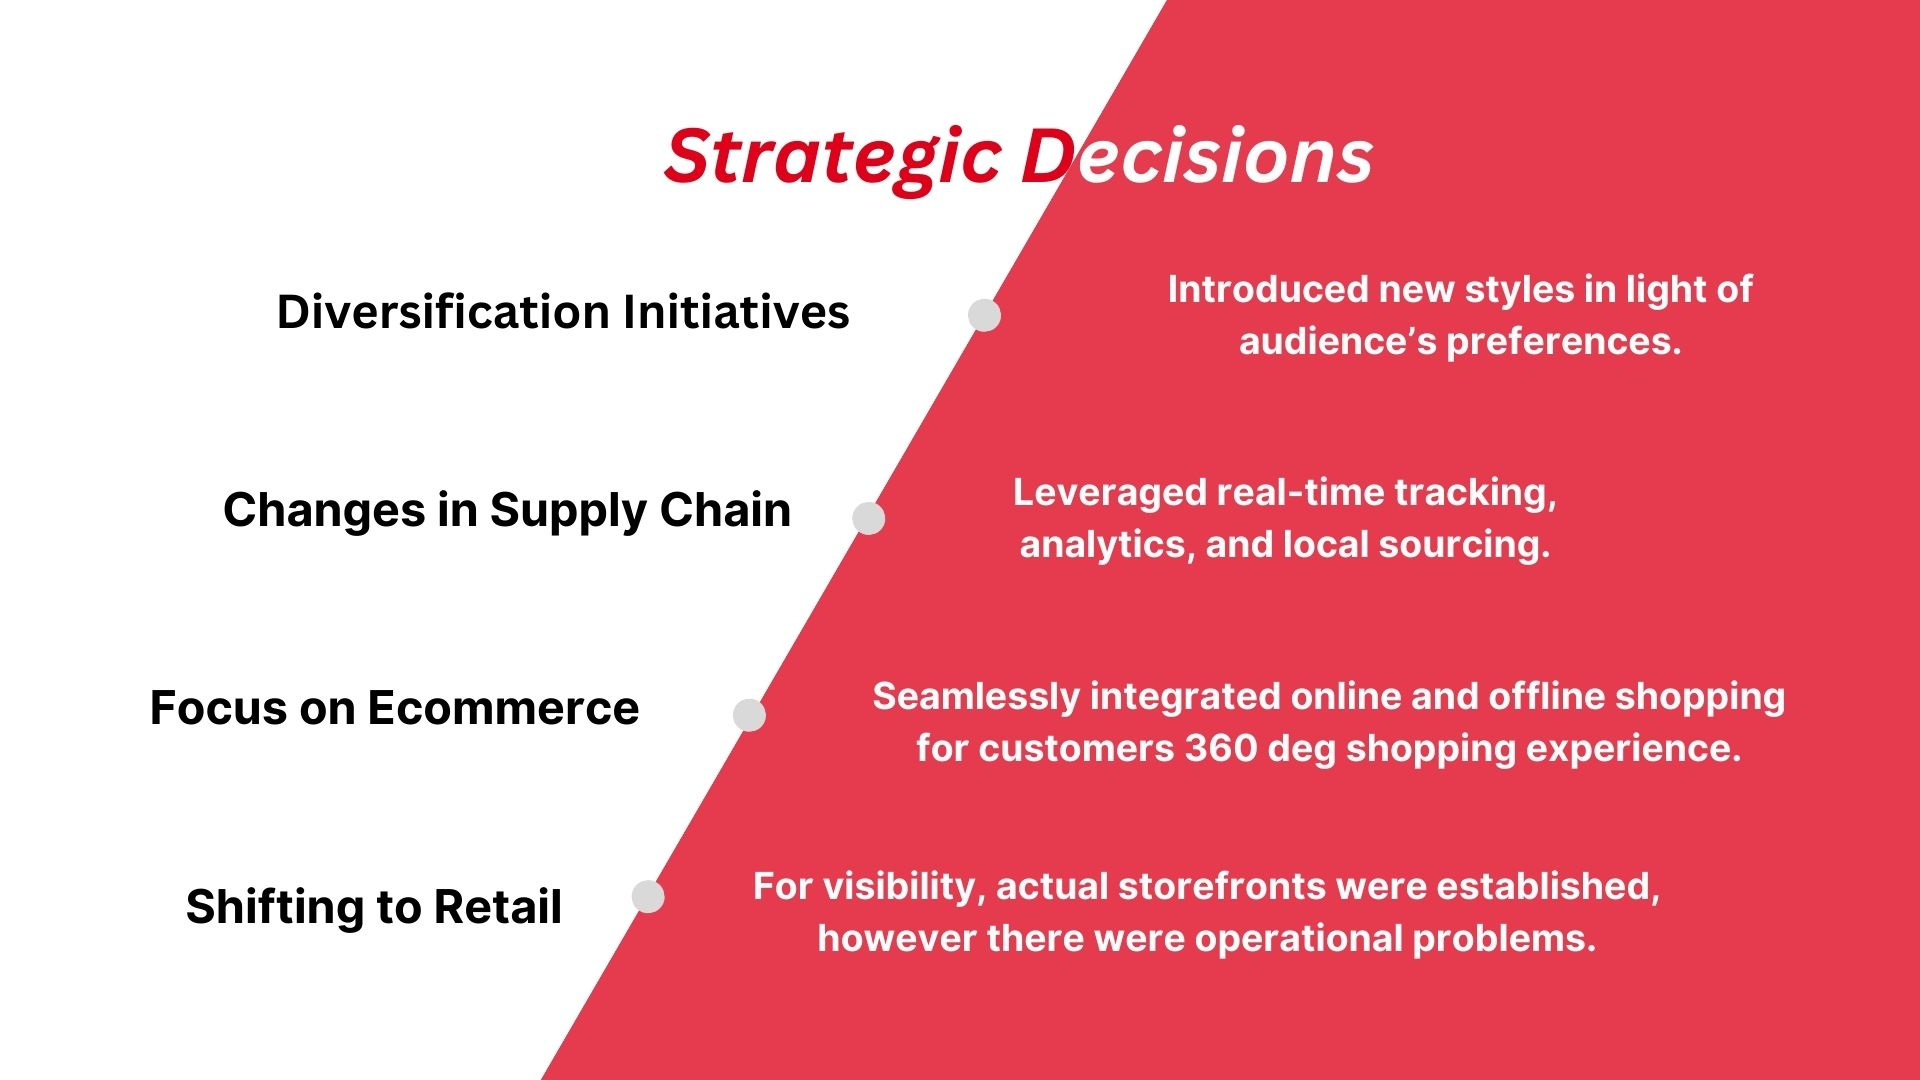 Strategic Decisions
Diversification Initiatives
Introduced new styles in light of
audience’s preferences.
Changes in Supply Chain
Leveraged real-time tracking,
analytics, and local sourcing.
Focus on Ecommerce
Seamlessly integrated online and offline shopping
for customers 360 deg shopping experience.
Shifting to Retail
For visibility, actual storefronts were established,
however there were operational problems.